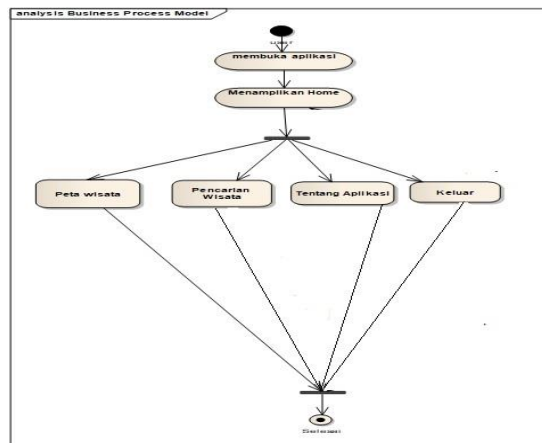 analysis Business Process Model
membuka aplikasi
Menampilkan Home
Peta wisata
Pencarian
Wisata
Tentang Aplikasi
Keluar